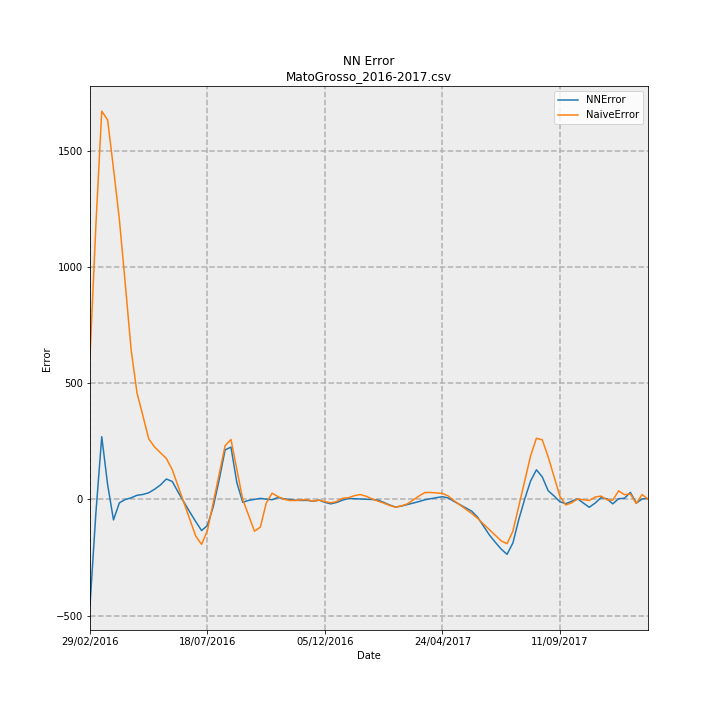 NN Error
MatoGrosso_2016-2017.csv
NNError
NaiveError
1500
1000
500
0
−500
Error
29/02/2016
18/07/2016
05/12/2016
24/04/2017
11/09/2017
Date